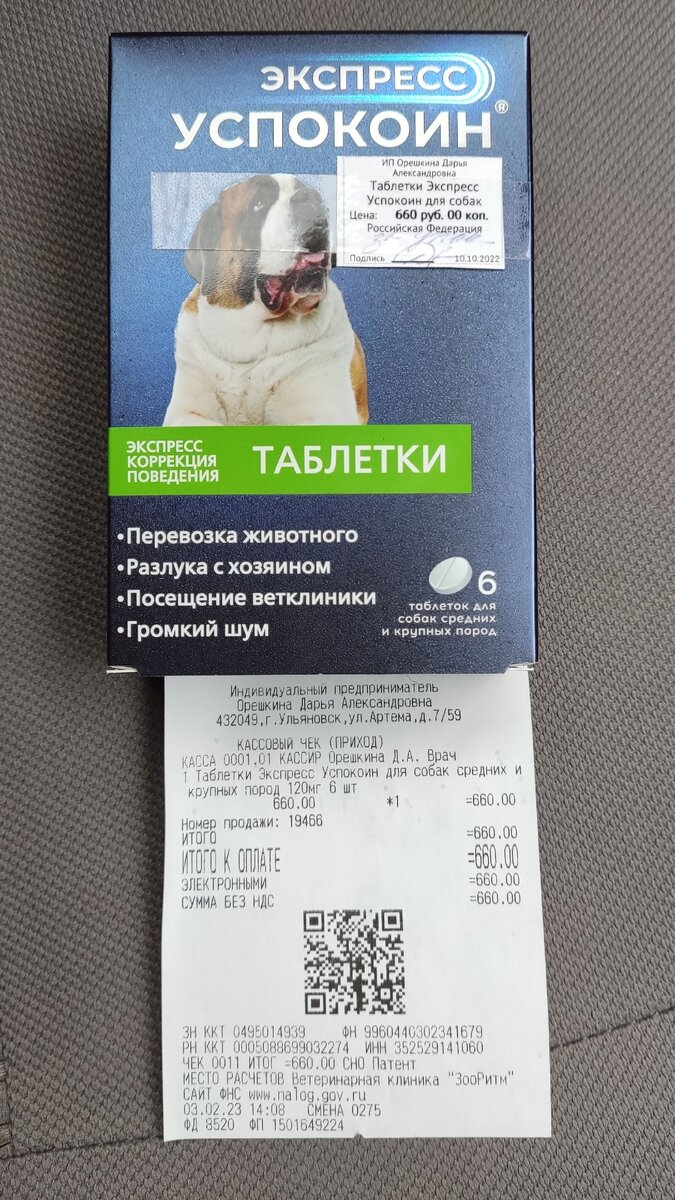 ЭКСПРЕСС
УСПОКОИН®
ИП Орешкина Дарья
Александровна
Таблетки Экспресс
Успокоин для собак
Цена: 660 руб. 00 коп.
Российская Федерация
Подпись 10.10.2022
ЭКСПРЕСС
КОРРЕКЦИЯ
ПОВЕДЕНИЯ
ТАБЛЕТКИ
•Перевозка животного
•Разлука с хозяином
•Посещение ветклиники
•Громкий шум
6
таблеток для
собак средних
и крупных пород
Индивидуальный предприниматель
Орешкина Дарья Александровна
432049,г.Ульяновск,ул.Артема,д.7/59
КАССОВЫЙ ЧЕК (ПРИХОД)
КАССА 0001.01 КАССИР Орешкина Д.А. Врач
1 Таблетки Экспресс Успокоин для собак средних и
крупных пород 120мг 6 шт
660.00 *1 =660.00
Номер продажи: 19466
ИТОГО =660.00
ИТОГО К ОПЛАТЕ =660.00
ЭЛЕКТРОННЫМИ =660.00
СУММА БЕЗ НДС =660.00
ЗН ККТ 0495014939 ФН 9960440302341679
РН ККТ 0005088699032274 ИНН 352529141060
ЧЕК 0011 ИТОГ =660.00 СНО Патент
МЕСТО РАСЧЕТОВ Ветеринарная клиника "ЗооРитм"
САЙТ ФНС www.nalog.gov.ru
03.02.23 14:08 СМЕНА 0275
ФД 8520 ФП 1501649224